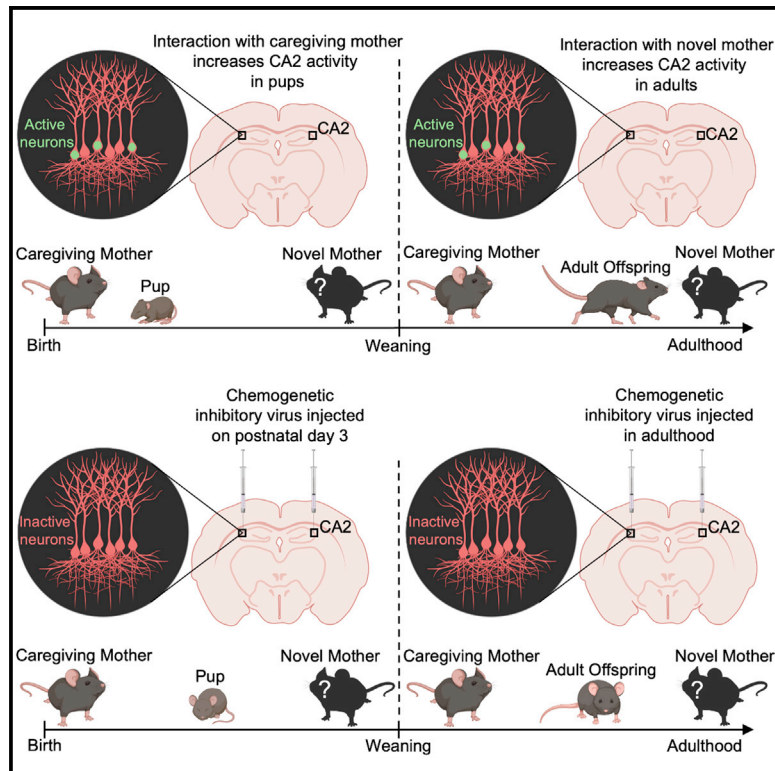 Interaction with caregiving mother
increases CA2 activity
in pups
Active
neurons
CA2
Caregiving Mother
Pup
Novel Mother
?
Interaction with novel mother
increases CA2 activity
in adults
Active
neurons
CA2
Caregiving Mother
Adult Offspring
Novel Mother
?
Birth
Weaning
Adulthood
Chemogenetic
inhibitory virus injected
on postnatal day 3
Inactive
neurons
CA2
Caregiving Mother
Pup
Novel Mother
?
Chemogenetic
inhibitory virus injected
in adulthood
Inactive
neurons
CA2
Caregiving Mother
Adult Offspring
Novel Mother
?
Birth
Weaning
Adulthood